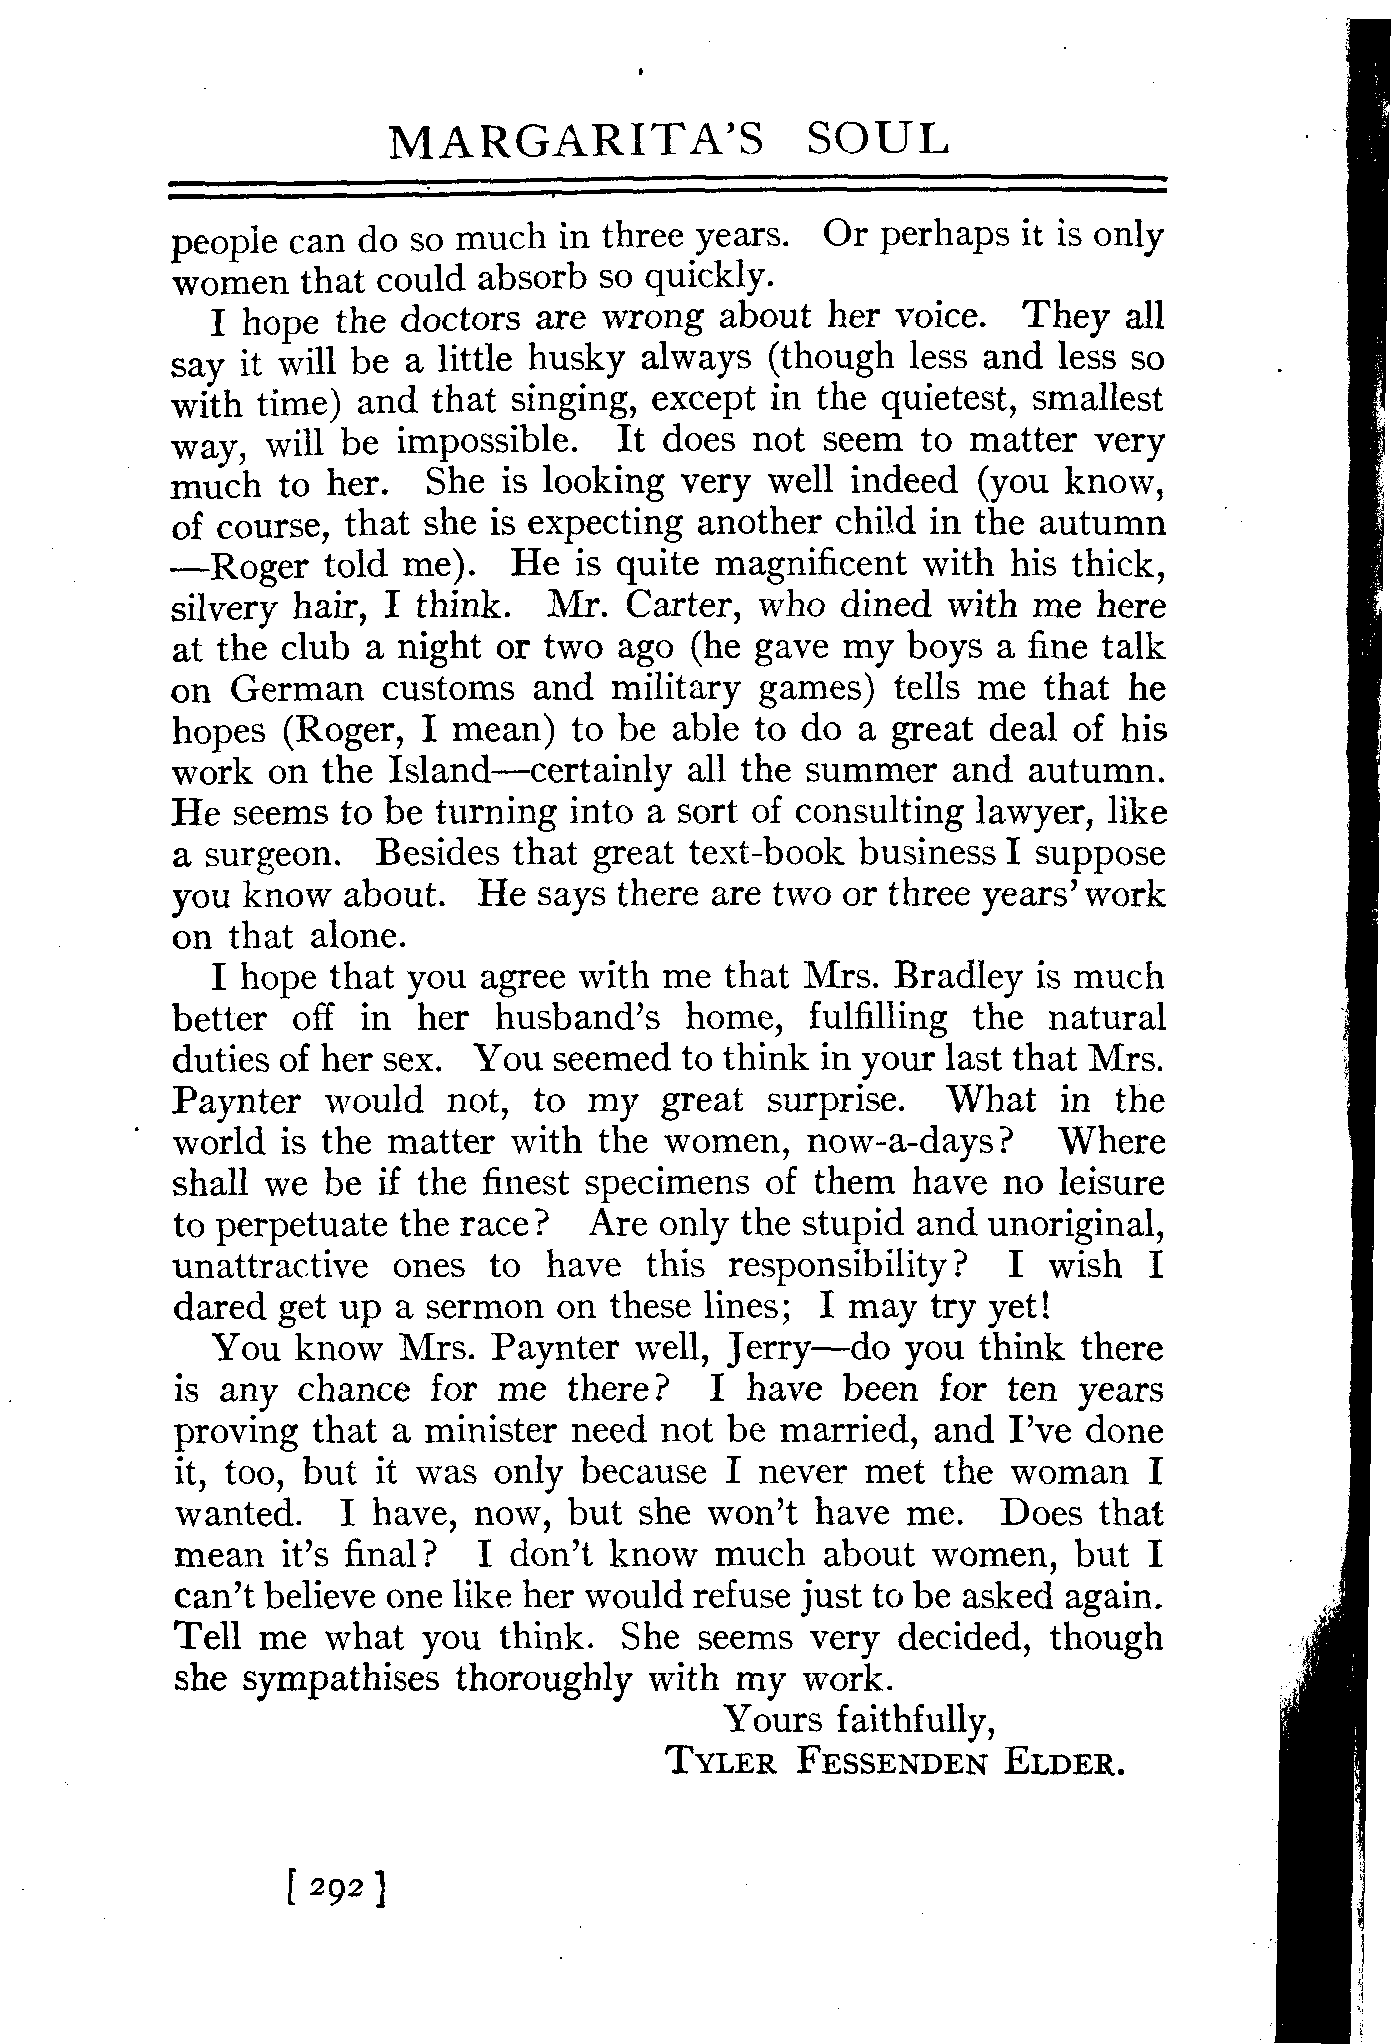 MARGARITA'S SOUL
people can do so much in three years. Or perhaps it is only
women that could absorb so quickly.
I hope the doctors are wrong about her voice. They all
say it will be a little husky always (though less and less so
with time) and that singing, except in the quietest, smallest
way, will be impossible. It does not seem to matter very
much to her. She is looking very well indeed (you know,
of course, that she is expecting another child in the autumn
—Roger told me). He is quite magnificent with his thick,
silvery hair, I think. Mr. Carter, who dined with me here
at the club a night or two ago (he gave my boys a fine talk
on German customs and military games) tells me that he
hopes (Roger, I mean) to be able to do a great deal of his
work on the Island—certainly all the summer and autumn.
He seems to be turning into a sort of consulting lawyer, like
a surgeon. Besides that great text-book business I suppose
you know about. He says there are two or three years' work
on that alone.
I hope that you agree with me that Mrs. Bradley is much
better off in her husband's home, fulfilling the natural
duties of her sex. You seemed to think in your last that Mrs.
Paynter would not, to my great surprise. What in the
world is the matter with the women, now-a-days? Where
shall we be if the finest specimens of them have no leisure
to perpetuate the race? Are only the stupid and unoriginal,
unattractive ones to have this responsibility? I wish I
dared get up a sermon on these lines; I may try yet!
You know Mrs. Paynter well, Jerry—do you think there
is any chance for me there? I have been for ten years
proving that a minister need not be married, and I've done
it, too, but it was only because I never met the woman I
wanted. I have, now, but she won't have me. Does that
mean it's final? I don't know much about women, but I
can't believe one like her would refuse just to be asked again.
Tell me what you think. She seems very decided, though
she sympathises thoroughly with my work.
Yours faithfully,
TYLER FESSENDEN ELDER.
[ 292 ]